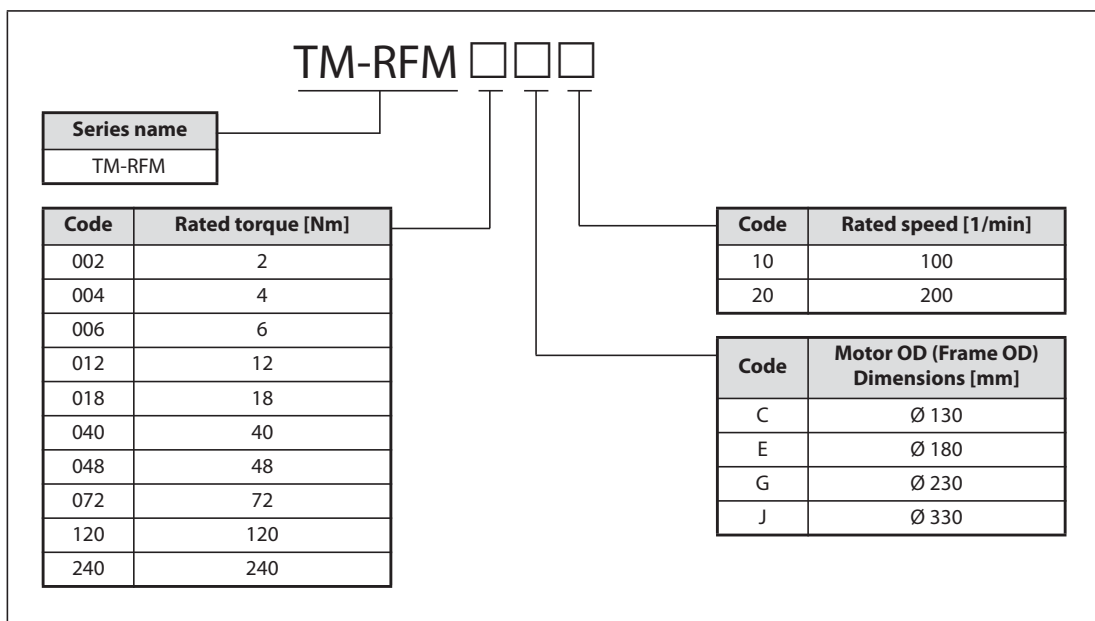 TM-RFM □□□
Series name
TM-RFM
Code Rated torque [Nm]
002 2
004 4
006 6
012 12
018 18
040 40
048 48
072 72
120 120
240 240
Code Rated speed [1/min]
10 100
20 200
Code Motor OD (Frame OD)
Dimensions [mm]
C Ø 130
E Ø 180
G Ø 230
J Ø 330